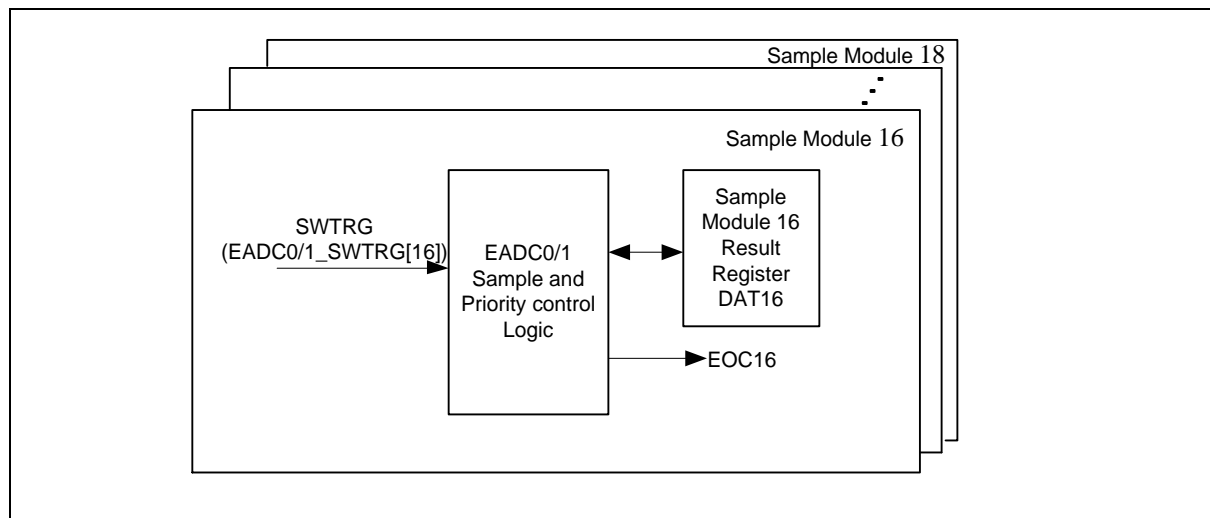 Sample Module 18
Sample Module 16
SWTRG
(EADC0/1_SWTRG[16])
EADC0/1
Sample and
Priority control
Logic
Sample
Module 16
Result
Register
DAT16
EOC16